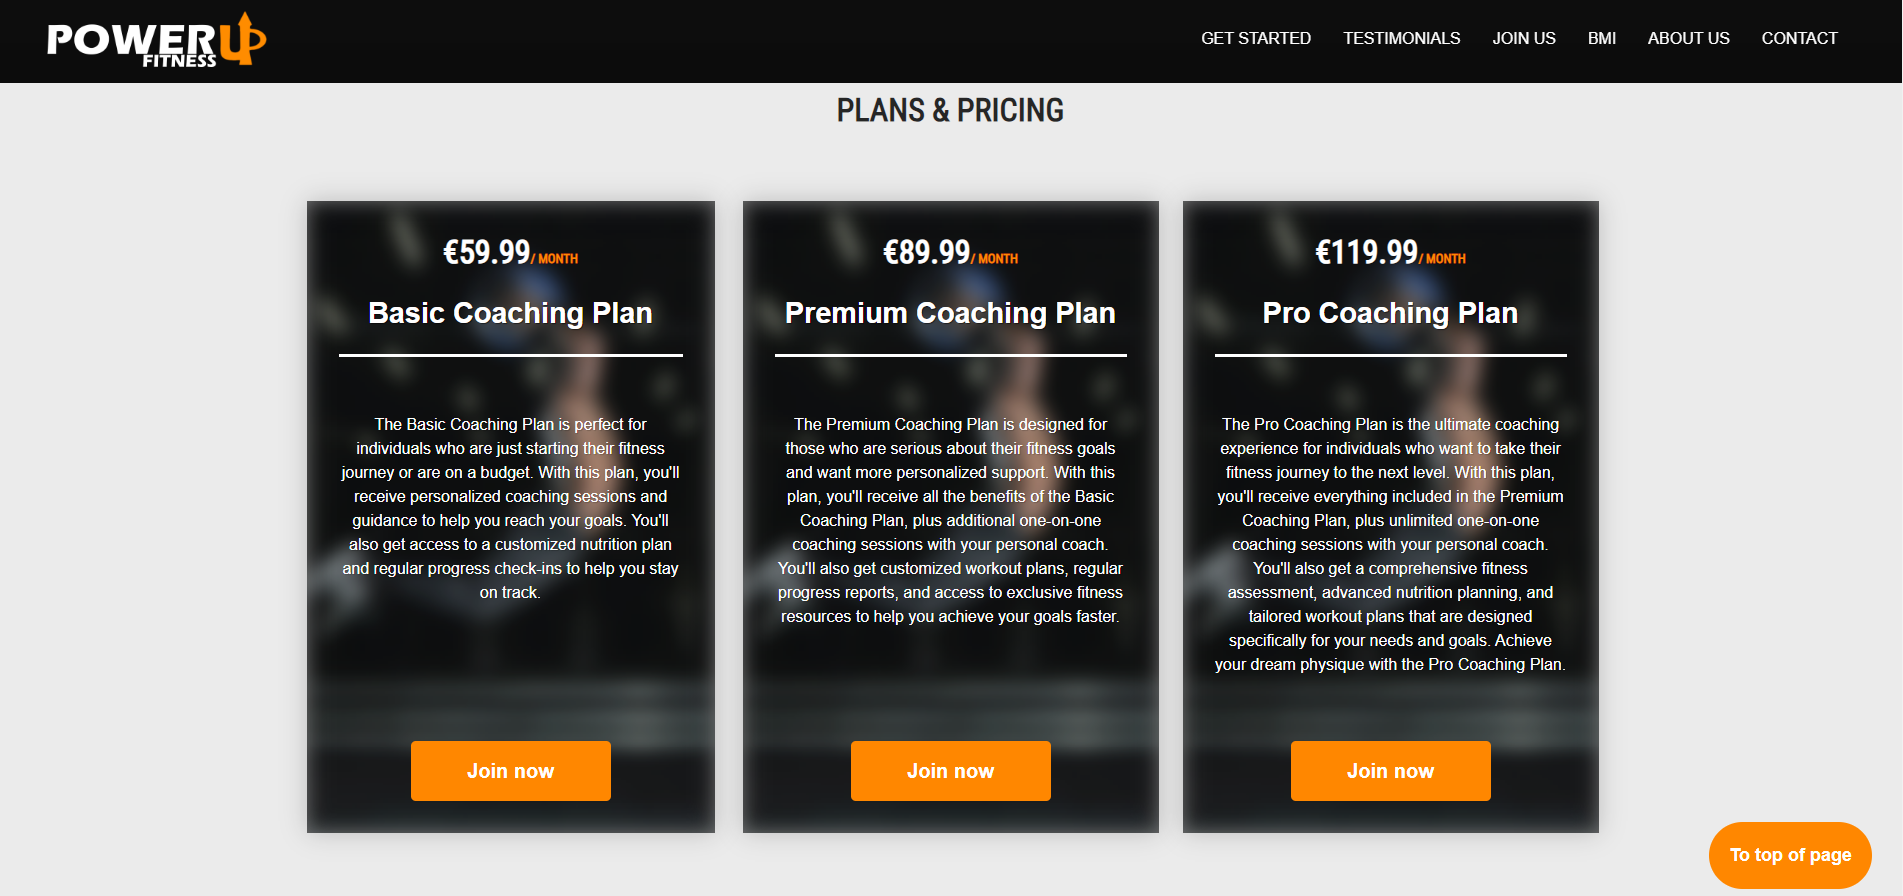 POWERUP
FITNESS
GET STARTED TESTIMONIALS JOIN US BMI ABOUT US CONTACT
PLANS & PRICING
€59.99/ MONTH
Basic Coaching Plan
The Basic Coaching Plan is perfect for
individuals who are just starting their fitness
journey or are on a budget. With this plan, you'll
receive personalized coaching sessions and
guidance to help you reach your goals. You'll
also get access to a customized nutrition plan
and regular progress check-ins to help you stay
on track.
Join now
€89.99/ MONTH
Premium Coaching Plan
The Premium Coaching Plan is designed for
those who are serious about their fitness goals
and want more personalized support. With this
plan, you'll receive all the benefits of the Basic
Coaching Plan, plus additional one-on-one
coaching sessions with your personal coach.
You'll also get customized workout plans, regular
progress reports, and access to exclusive fitness
resources to help you achieve your goals faster.
Join now
€119.99/ MONTH
Pro Coaching Plan
The Pro Coaching Plan is the ultimate coaching
experience for individuals who want to take their
fitness journey to the next level. With this plan,
you'll receive everything included in the Premium
Coaching Plan, plus unlimited one-on-one
coaching sessions with your personal coach.
You'll also get a comprehensive fitness
assessment, advanced nutrition planning, and
tailored workout plans that are designed
specifically for your needs and goals. Achieve
your dream physique with the Pro Coaching Plan.
Join now
To top of page